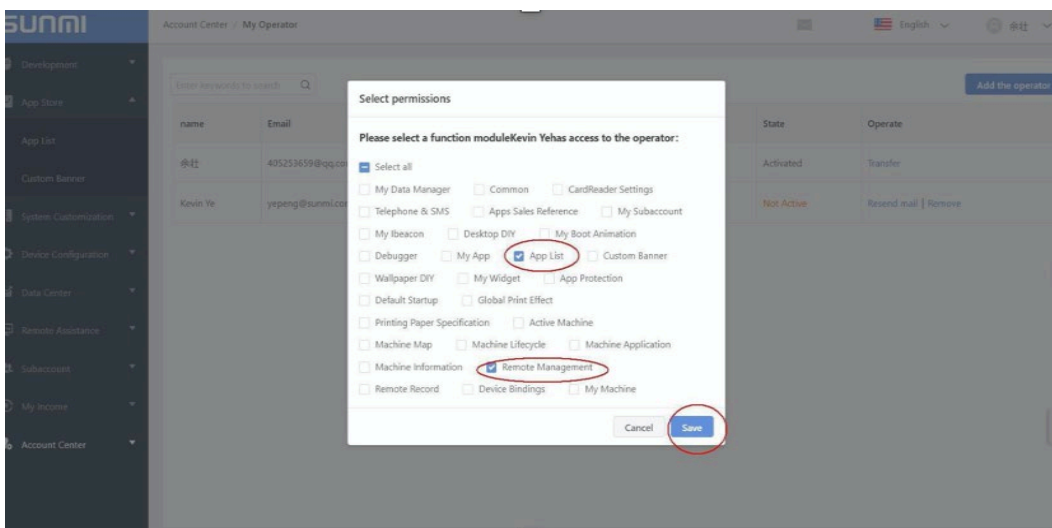 SUNMI
Account Center / My Operator
English
余壮
Development
App Store
App List
Custom Banner
System Customization
Device Configuration
Data Center
Remote Assistance
Subaccount
My Income
Account Center
Enter keywords to search
Add the operator
name Email State Operate
余壮 405253659@qq.co Activated Transfer
Kevin Ye yepeng@sunmi.co Not Active Resend mail | Remove
Select permissions
Please select a function moduleKevin Yehas access to the operator:
Select all
My Data Manager Common CardReader Settings
Telephone & SMS Apps Sales Reference My Subaccount
My Ibeacon Desktop DIY My Boot Animation
Debugger My App App List Custom Banner
Wallpaper DIY My Widget App Protection
Default Startup Global Print Effect
Printing Paper Specification Active Machine
Machine Map Machine Lifecycle Machine Application
Machine Information Remote Management
Remote Record Device Bindings My Machine
Cancel Save